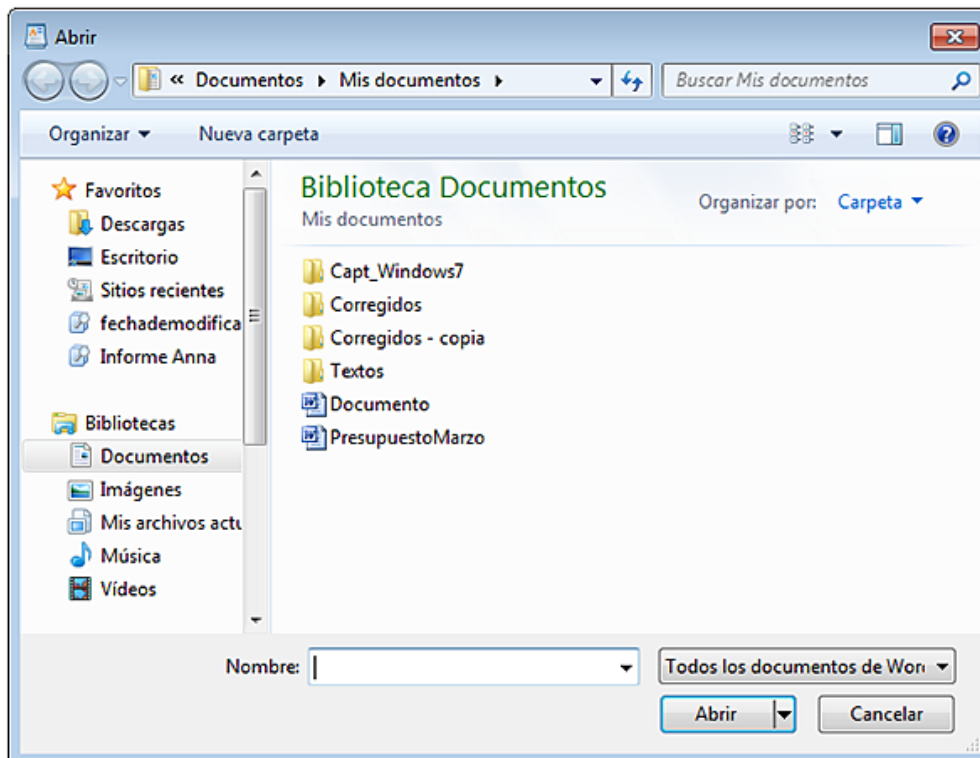 Abrir
« Documentos ▸ Mis documentos ▸
Buscar Mis documentos
Organizar Nueva carpeta
Favoritos
Descargas
Escritorio
Sitios recientes
fechademodifica
Informe Anna
Bibliotecas
Documentos
Imágenes
Mis archivos actu
Música
Vídeos
Biblioteca Documentos
Mis documentos
Organizar por: Carpeta
Capt_Windows7
Corregidos
Corregidos - copia
Textos
Documento
PresupuestoMarzo
Nombre:
Todos los documentos de Wor
Abrir Cancelar